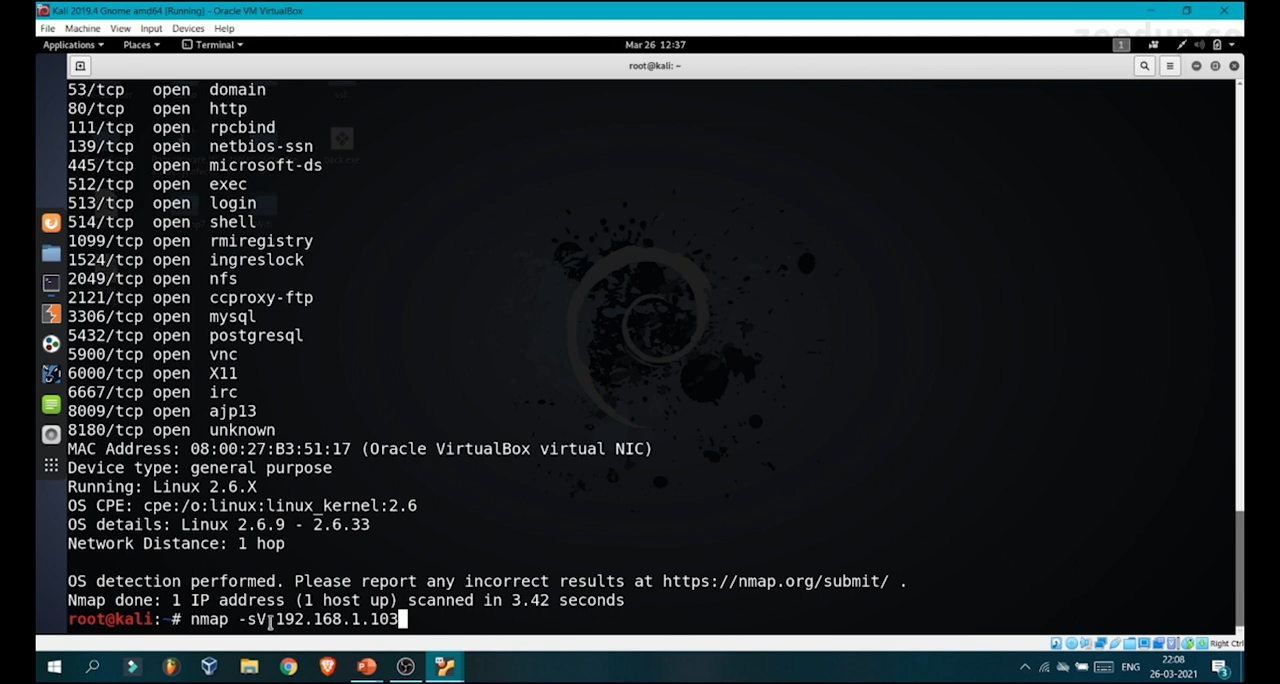 Kali 2019.4 Gnome amd64 [Running] - Oracle VM VirtualBox
File Machine View Input Devices Help
Applications Places Terminal Mar 26 12:37 1
root@kali: ~
53/tcp open domain
80/tcp open http
111/tcp open rpcbind
139/tcp open netbios-ssn
445/tcp open microsoft-ds
512/tcp open exec
513/tcp open login
514/tcp open shell
1099/tcp open rmiregistry
1524/tcp open ingreslock
2049/tcp open nfs
2121/tcp open ccproxy-ftp
3306/tcp open mysql
5432/tcp open postgresql
5900/tcp open vnc
6000/tcp open X11
6667/tcp open irc
8009/tcp open ajp13
8180/tcp open unknown
MAC Address: 08:00:27:B3:51:17 (Oracle VirtualBox virtual NIC)
Device type: general purpose
Running: Linux 2.6.X
OS CPE: cpe:/o:linux:linux_kernel:2.6
OS details: Linux 2.6.9 - 2.6.33
Network Distance: 1 hop
OS detection performed. Please report any incorrect results at https://nmap.org/submit/ .
Nmap done: 1 IP address (1 host up) scanned in 3.42 seconds
root@kali:~# nmap -sV 192.168.1.103
Right Ctrl
ENG 22:08
26-03-2021 3